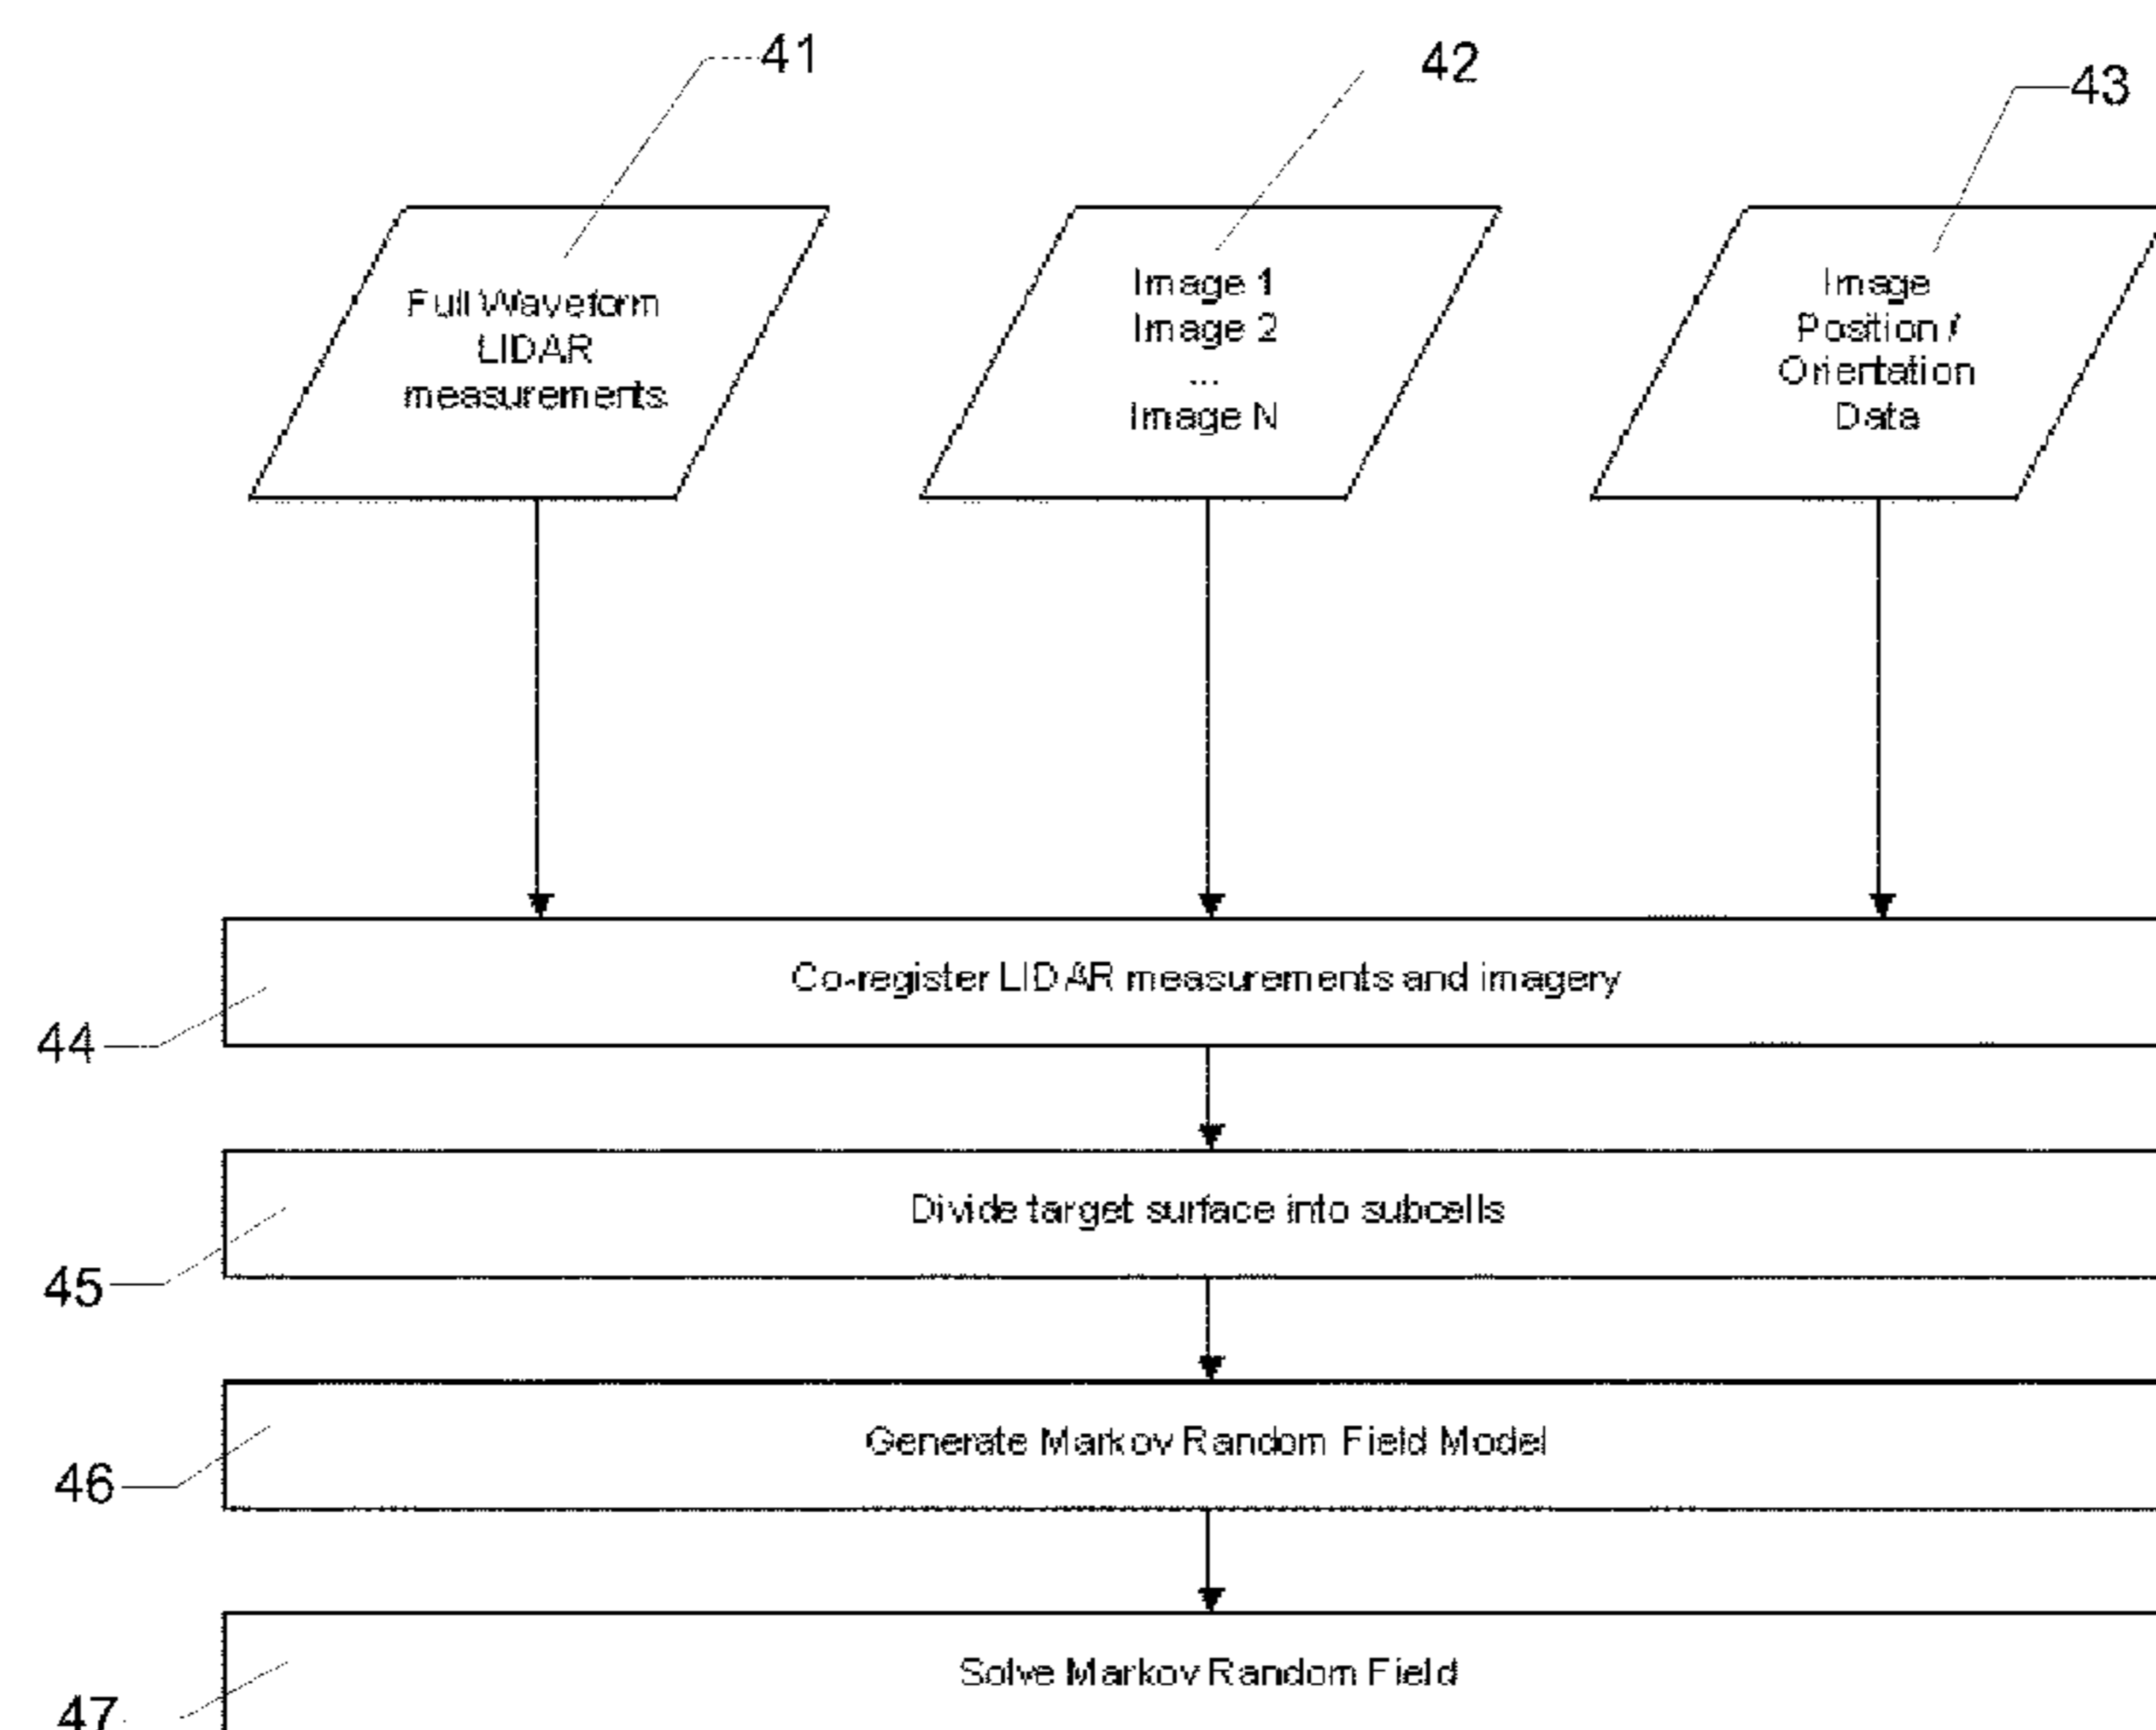 41
42
43
Full Waveform
LIDAR
measurements
Image 1
Image 2
...
Image N
Image
Position /
Orientation
Data
Co-register LIDAR measurements and imagery
44
Divide target surface into subcells
45
Generate Markov Random Field Model
46
Solve Markov Random Field
47